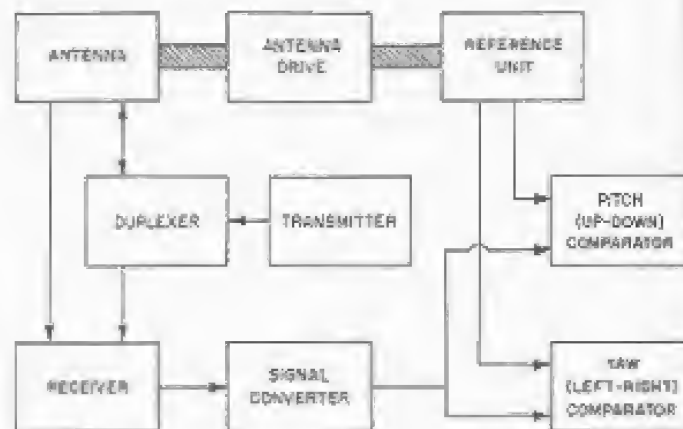 ANTENNA
ANTENNA
DRIVE
REFERENCE
UNIT
DUPLEXER
TRANSMITTER
PITCH
(UP-DOWN)
COMPARATOR
RECEIVER
SIGNAL
CONVERTER
YAW
(LEFT-RIGHT)
COMPARATOR